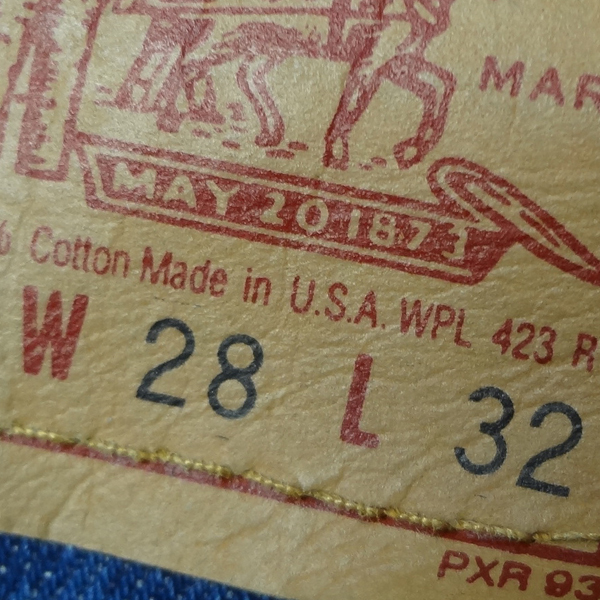 MAR
MAY 20 1873
Cotton Made in U.S.A. WPL 423 R
W 28 L 32
PXR 93